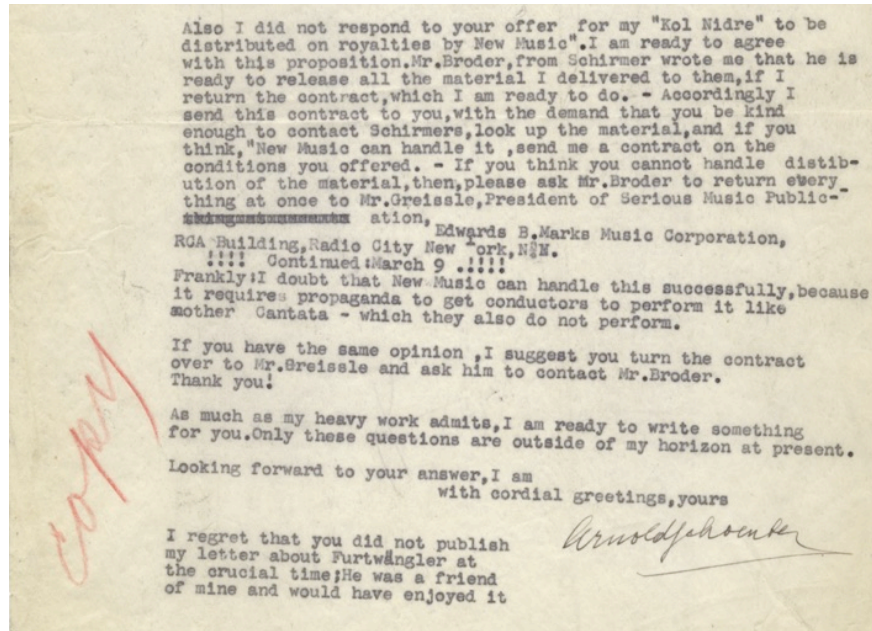 Also I did not respond to your offer for my "Kol Nidre" to be
distributed on royalties by New Music".I am ready to agree
with this proposition.Mr.Broder,from Schirmer wrote me that he is
ready to release all the material I delivered to them,if I
return the contract,which I am ready to do. - Accordingly I
send this contract to you,with the demand that you be kind
enough to contact Schirmers,look up the material,and if you
think,"New Music can handle it ,send me a contract on the
conditions you offered. - If you think you cannot handle distib-
ution of the material,then,please ask Mr.Broder to return every_
thing at once to Mr.Greissle,President of Serious Music Public-
ation,
Edwards B.Marks Music Corporation,
RCA Building,Radio City New York,N.N.
!!!! Continued:March 9 .!!!!
Frankly:I doubt that New Music can handle this successfully,because
it requires propaganda to get conductors to perform it like
another Cantata - which they also do not perform.
If you have the same opinion ,I suggest you turn the contract
over to Mr.Greissle and ask him to contact Mr.Broder.
Thank you!
As much as my heavy work admits,I am ready to write something
for you.Only these questions are outside of my horizon at present.
Looking forward to your answer,I am
with cordial greetings,yours
Arnold Schoenberg
I regret that you did not publish
my letter about Furtwängler at
the crucial time;He was a friend
of mine and would have enjoyed it
copy